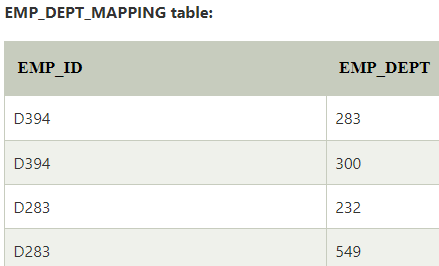 EMP_DEPT_MAPPING table:
EMP_ID EMP_DEPT
D394 283
D394 300
D283 232
D283 549